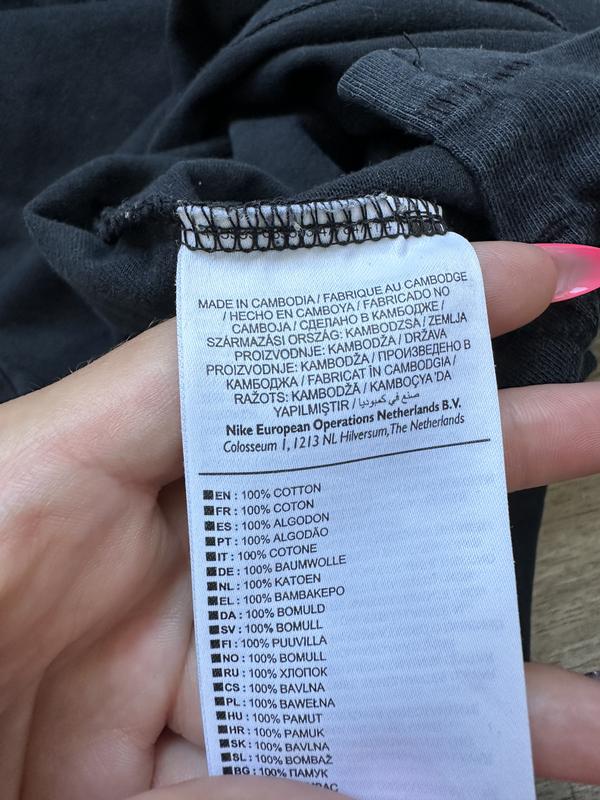 MADE IN CAMBODIA / FABRIQUE AU CAMBODGE
/ HECHO EN CAMBOYA / FABRICADO NO
CAMBOJA / СДЕЛАНО В КАМБОДЖЕ /
SZÁRMAZÁSI ORSZÁG: KAMBODZSA / ZEMLJA
PROIZVODNJE: KAMBODŽA / DRŽAVA
PROIZVODNJE: KAMBODŽA / ПРОИЗВЕДЕНО В
КАМБОДЖА / FABRICAT ÎN CAMBODGIA /
RAŽOTS: KAMBODŽĀ / KAMBOÇYA 'DA
YAPILMIŞTIR / صنع في كمبوديا
Nike European Operations Netherlands B.V.
Colosseum 1, 1213 NL Hilversum, The Netherlands
EN : 100% COTTON
FR : 100% COTON
ES : 100% ALGODON
PT : 100% ALGODÃO
IT : 100% COTONE
DE : 100% BAUMWOLLE
NL : 100% KATOEN
EL : 100% ΒΑΜΒΑΚΕΡΟ
DA : 100% BOMULD
SV : 100% BOMULL
FI : 100% PUUVILLA
NO : 100% BOMULL
RU : 100% ХЛОПОК
CS : 100% BAVLNA
PL : 100% BAWEŁNA
HU : 100% PAMUT
HR : 100% PAMUK
SK : 100% BAVLNA
SL : 100% BOMBAŽ
BG : 100% ПАМУК